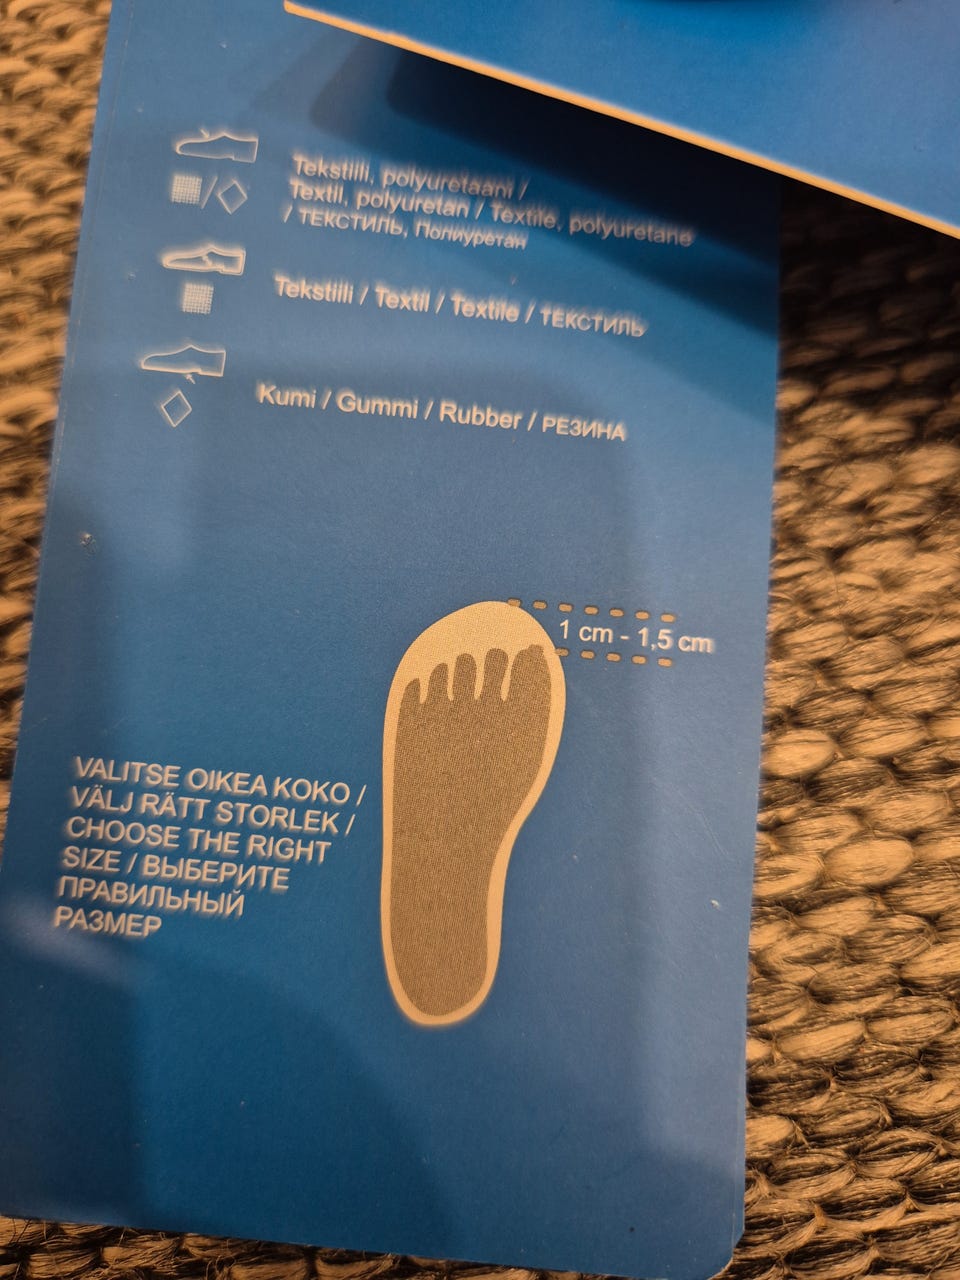 Tekstiili, polyuretaani /
Textil, polyuretan / Textile, polyuretane
/ ТЕКСТИЛЬ, Полиуретан
Tekstiili / Textil / Textile / ТЕКСТИЛЬ
Kumi / Gummi / Rubber / РЕЗИНА
1 cm - 1,5 cm
VALITSE OIKEA KOKO /
VÄLJ RÄTT STORLEK /
CHOOSE THE RIGHT
SIZE / ВЫБЕРИТЕ
ПРАВИЛЬНЫЙ
РАЗМЕР